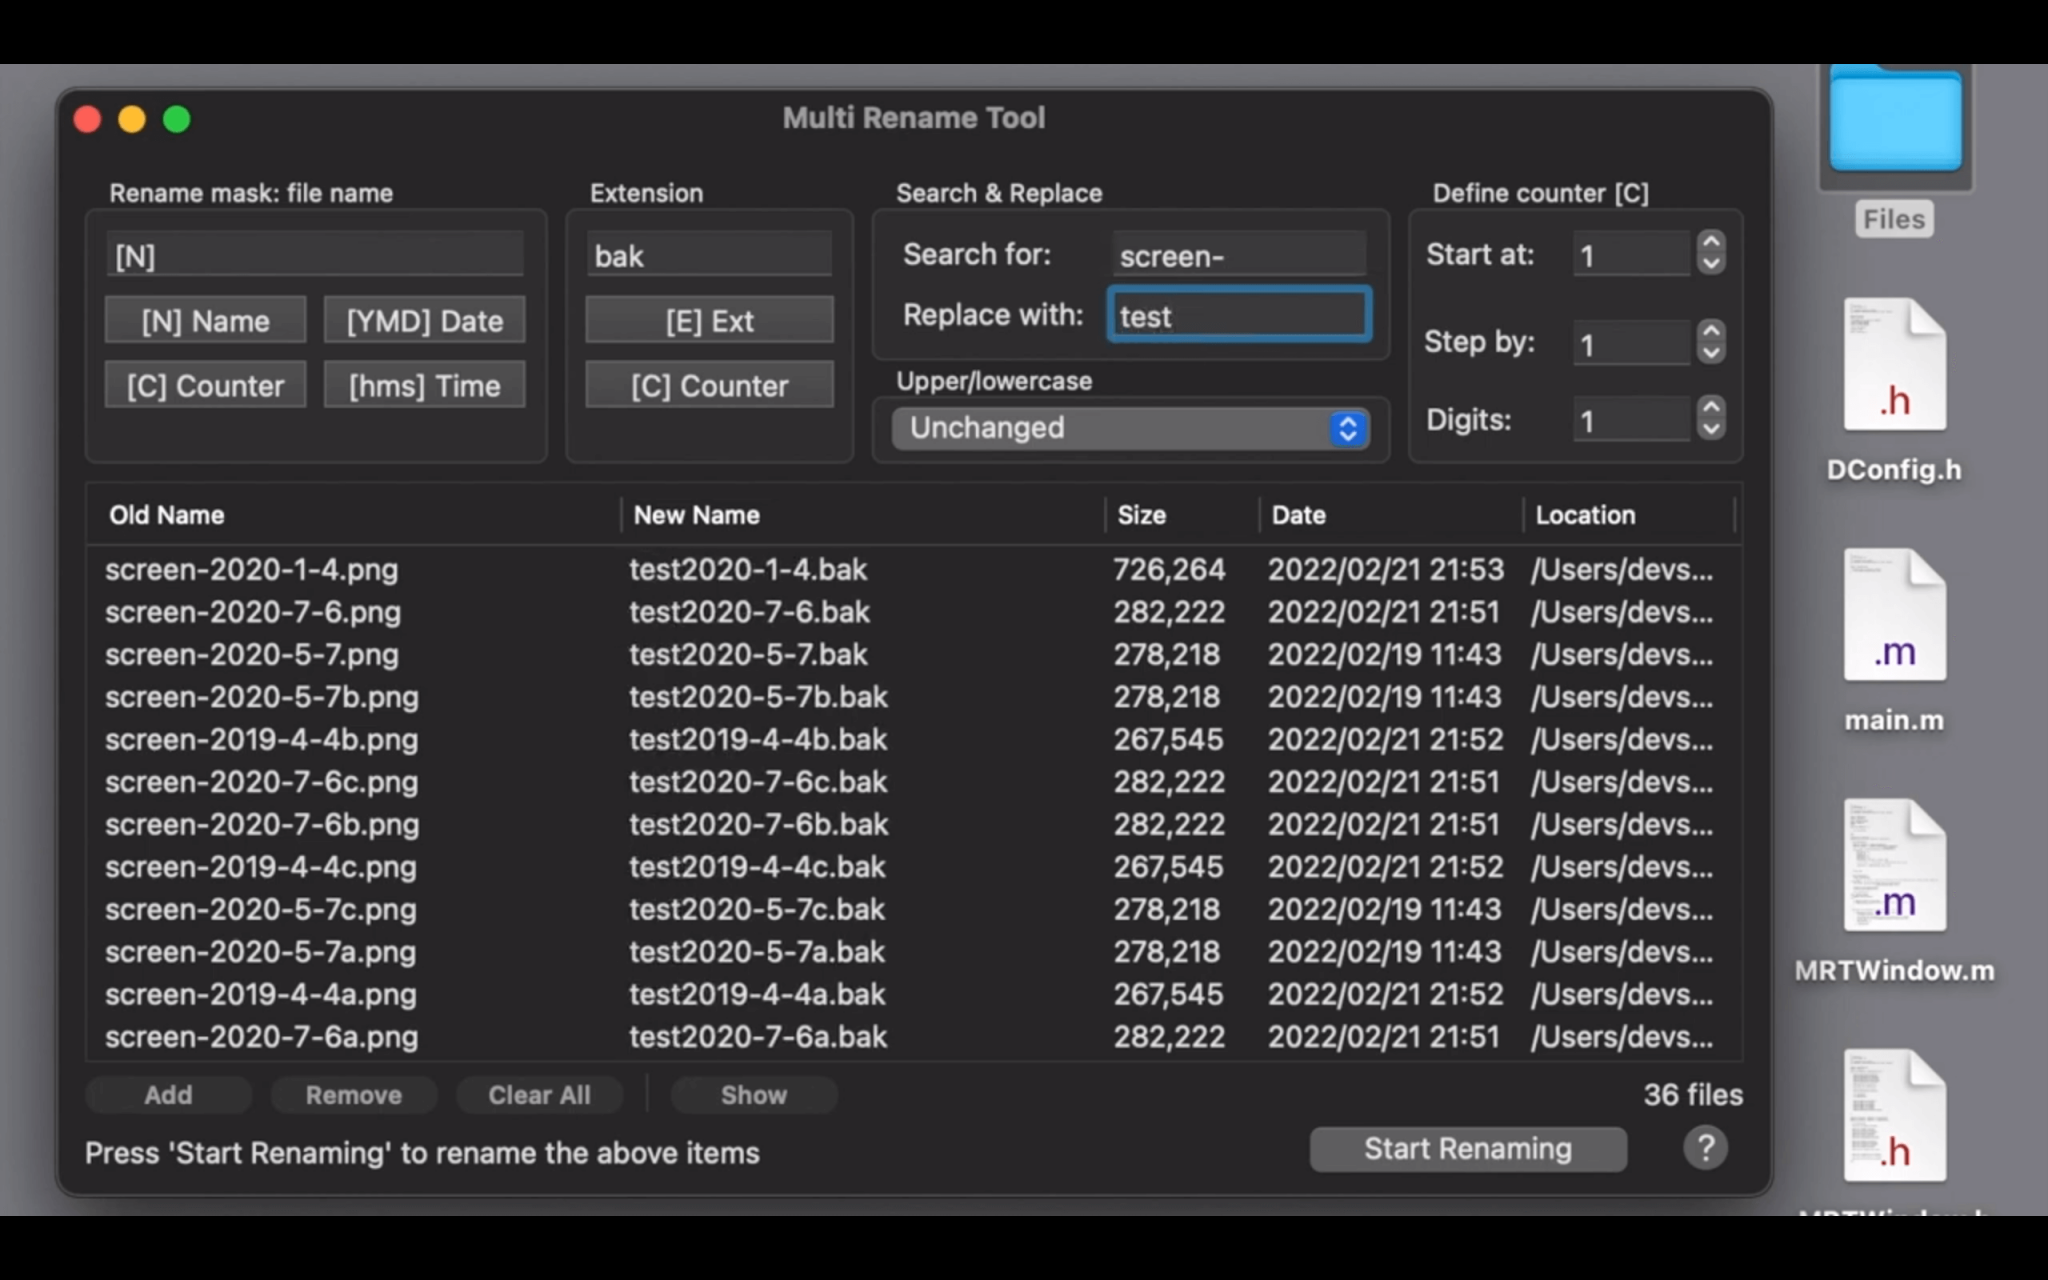 Multi Rename Tool
Rename mask: file name
Extension
Search & Replace
Define counter [C]
[N]
bak
Search for:
screen-
Start at:
1
Replace with:
test
[N] Name
[YMD] Date
[E] Ext
Step by:
1
[C] Counter
[hms] Time
[C] Counter
Upper/lowercase
Unchanged
Digits:
1
Old Name New Name Size Date Location
screen-2020-1-4.png test2020-1-4.bak 726,264 2022/02/21 21:53 /Users/devs...
screen-2020-7-6.png test2020-7-6.bak 282,222 2022/02/21 21:51 /Users/devs...
screen-2020-5-7.png test2020-5-7.bak 278,218 2022/02/19 11:43 /Users/devs...
screen-2020-5-7b.png test2020-5-7b.bak 278,218 2022/02/19 11:43 /Users/devs...
screen-2019-4-4b.png test2019-4-4b.bak 267,545 2022/02/21 21:52 /Users/devs...
screen-2020-7-6c.png test2020-7-6c.bak 282,222 2022/02/21 21:51 /Users/devs...
screen-2020-7-6b.png test2020-7-6b.bak 282,222 2022/02/21 21:51 /Users/devs...
screen-2019-4-4c.png test2019-4-4c.bak 267,545 2022/02/21 21:52 /Users/devs...
screen-2020-5-7c.png test2020-5-7c.bak 278,218 2022/02/19 11:43 /Users/devs...
screen-2020-5-7a.png test2020-5-7a.bak 278,218 2022/02/19 11:43 /Users/devs...
screen-2019-4-4a.png test2019-4-4a.bak 267,545 2022/02/21 21:52 /Users/devs...
screen-2020-7-6a.png test2020-7-6a.bak 282,222 2022/02/21 21:51 /Users/devs...
Add Remove Clear All Show
36 files
Press 'Start Renaming' to rename the above items
Start Renaming
?
Files
.h
DConfig.h
.m
main.m
.m
MRTWindow.m
.h